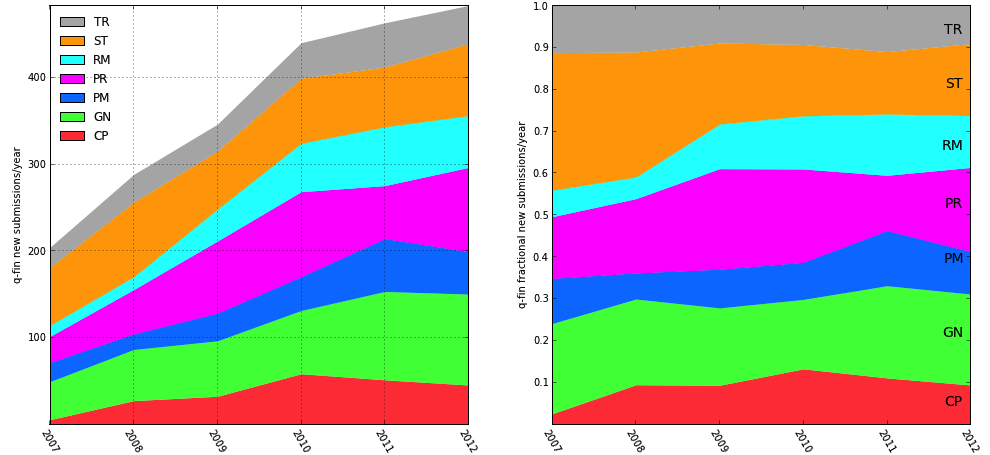 TR
ST
RM
PR
PM
GN
CP
q-fin new submissions/year
400
300
200
100
2007
2008
2009
2010
2011
2012
q-fin fractional new submissions/year
1.0
0.9
0.8
0.7
0.6
0.5
0.4
0.3
0.2
0.1
2007
2008
2009
2010
2011
2012
TR
ST
RM
PR
PM
GN
CP